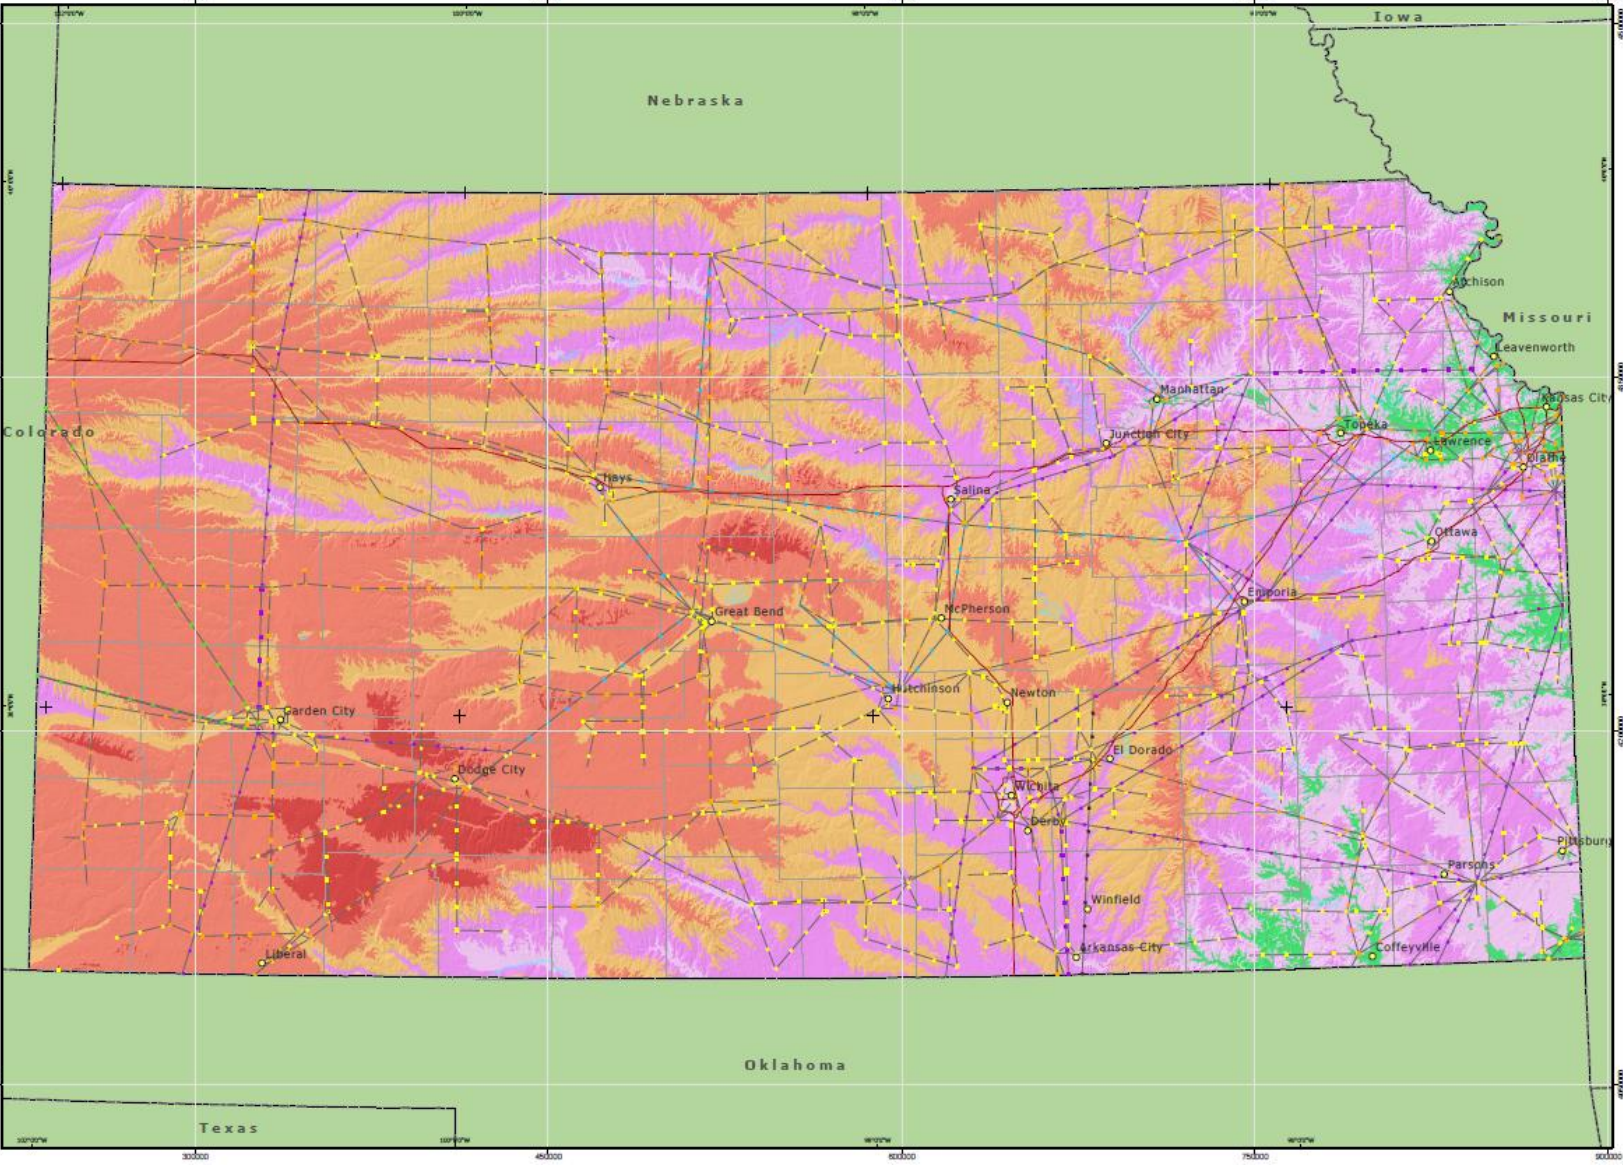 Iowa
Nebraska
Atchison
Missouri
Leavenworth
Manhattan
Kansas City
Colorado
Topeka
Junction City
Lawrence
Olathe
Hays
Salina
Ottawa
Emporia
Great Bend
McPherson
Hutchinson
Newton
Garden City
El Dorado
Dodge City
Wichita
Derby
Pittsburg
Parsons
Winfield
Liberal
Arkansas City
Coffeyville
Oklahoma
Texas
300000
450000
600000
750000
900000